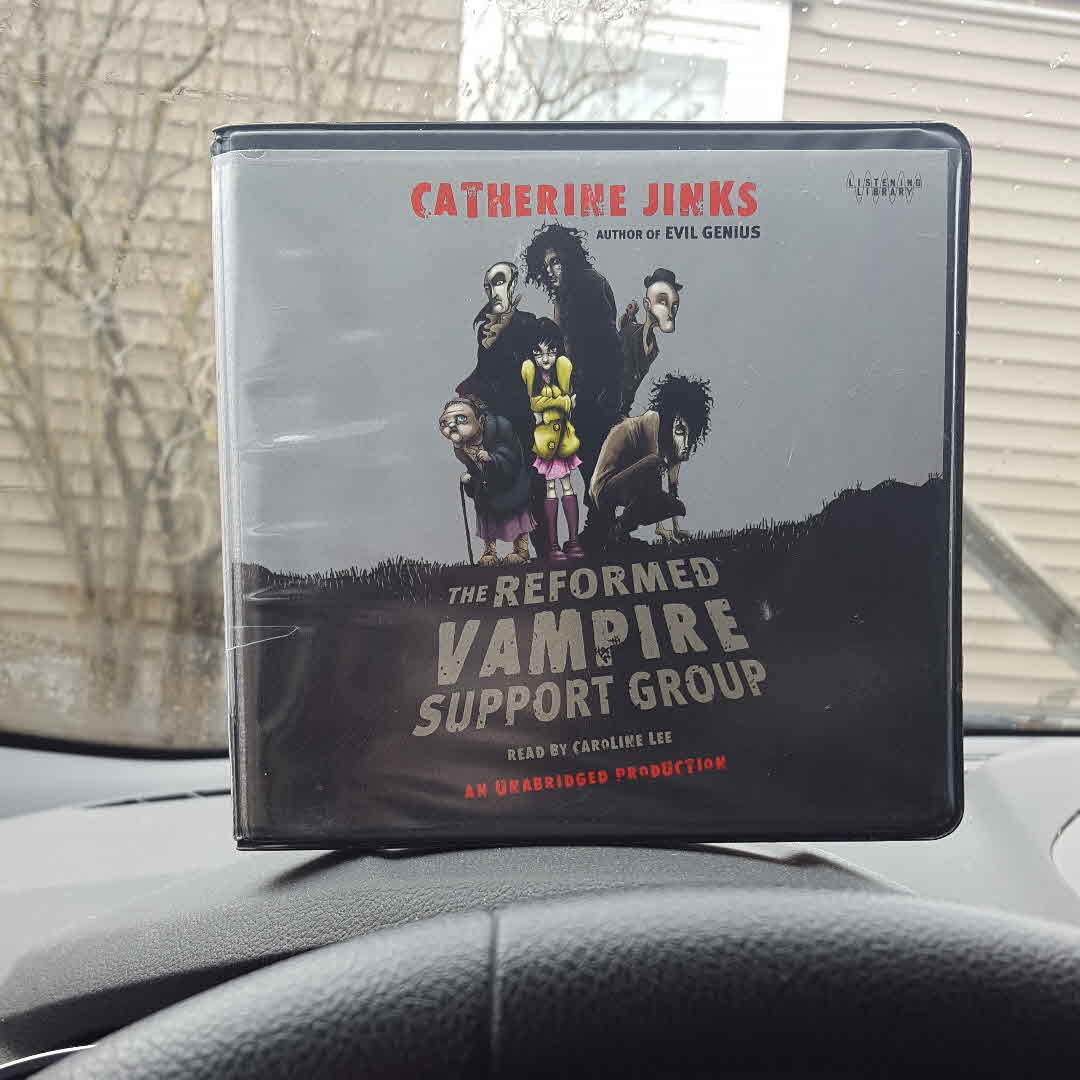 CATHERINE JINKS
LISTENING
LIBRARY
AUTHOR OF EVIL GENIUS
THE REFORMED
VAMPIRE
SUPPORT GROUP
READ BY CAROLINE LEE
AN UNABRIDGED PRODUCTION